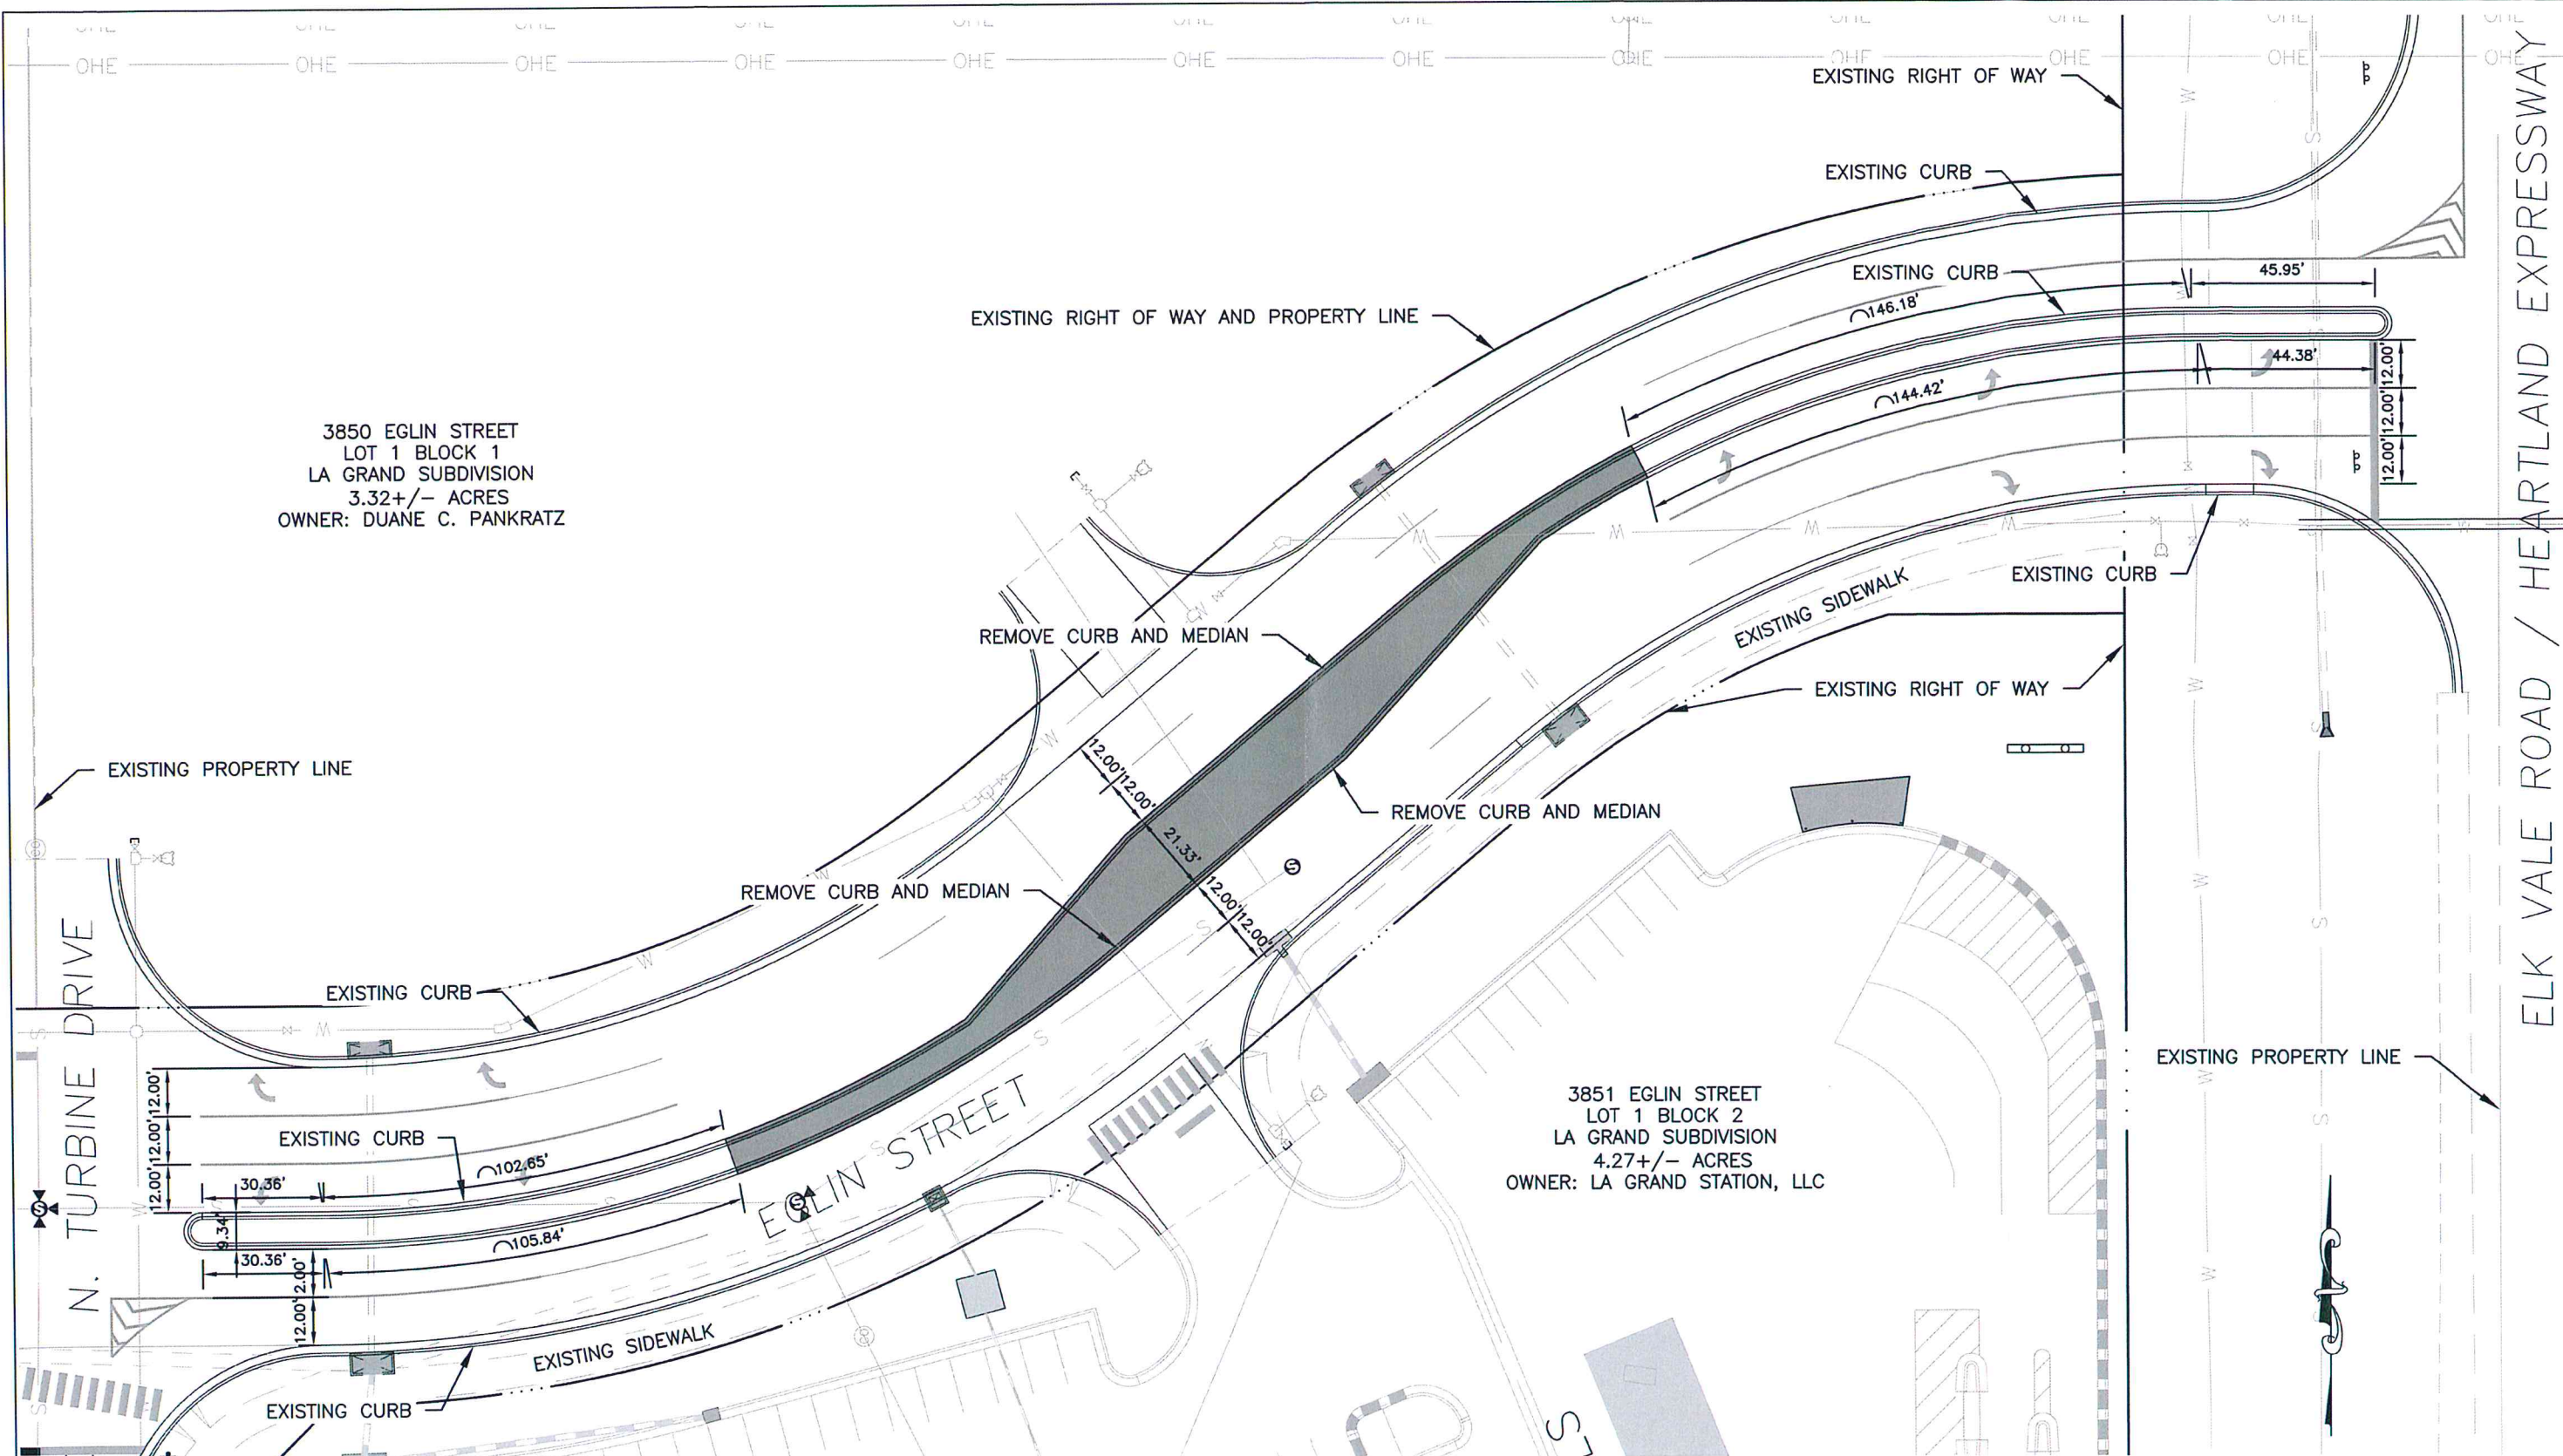 OHE OHE OHE OHE OHE OHE OHE OHE OHE OHE OHE OHE
EXISTING RIGHT OF WAY
EXISTING CURB
EXISTING CURB
45.95'
146.18'
EXISTING RIGHT OF WAY AND PROPERTY LINE
44.38'
12.00'
12.00'
12.00'
144.42'
3850 EGLIN STREET
LOT 1 BLOCK 1
LA GRAND SUBDIVISION
3.32+/- ACRES
OWNER: DUANE C. PANKRATZ
EXISTING CURB
EXISTING SIDEWALK
REMOVE CURB AND MEDIAN
EXISTING RIGHT OF WAY
ELK VALE ROAD / HEARTLAND EXPRESSWAY
EXISTING PROPERTY LINE
12.00'
12.00'
21.33'
12.00'
12.00'
REMOVE CURB AND MEDIAN
REMOVE CURB AND MEDIAN
EXISTING CURB
N. TURBINE DRIVE
12.00'
12.00'
12.00'
EXISTING CURB
102.65'
30.36'
9.34'
105.84'
30.36'
12.00'
12.00'
EGLIN STREET
EXISTING PROPERTY LINE
3851 EGLIN STREET
LOT 1 BLOCK 2
LA GRAND SUBDIVISION
4.27+/- ACRES
OWNER: LA GRAND STATION, LLC
EXISTING SIDEWALK
EXISTING CURB
ST